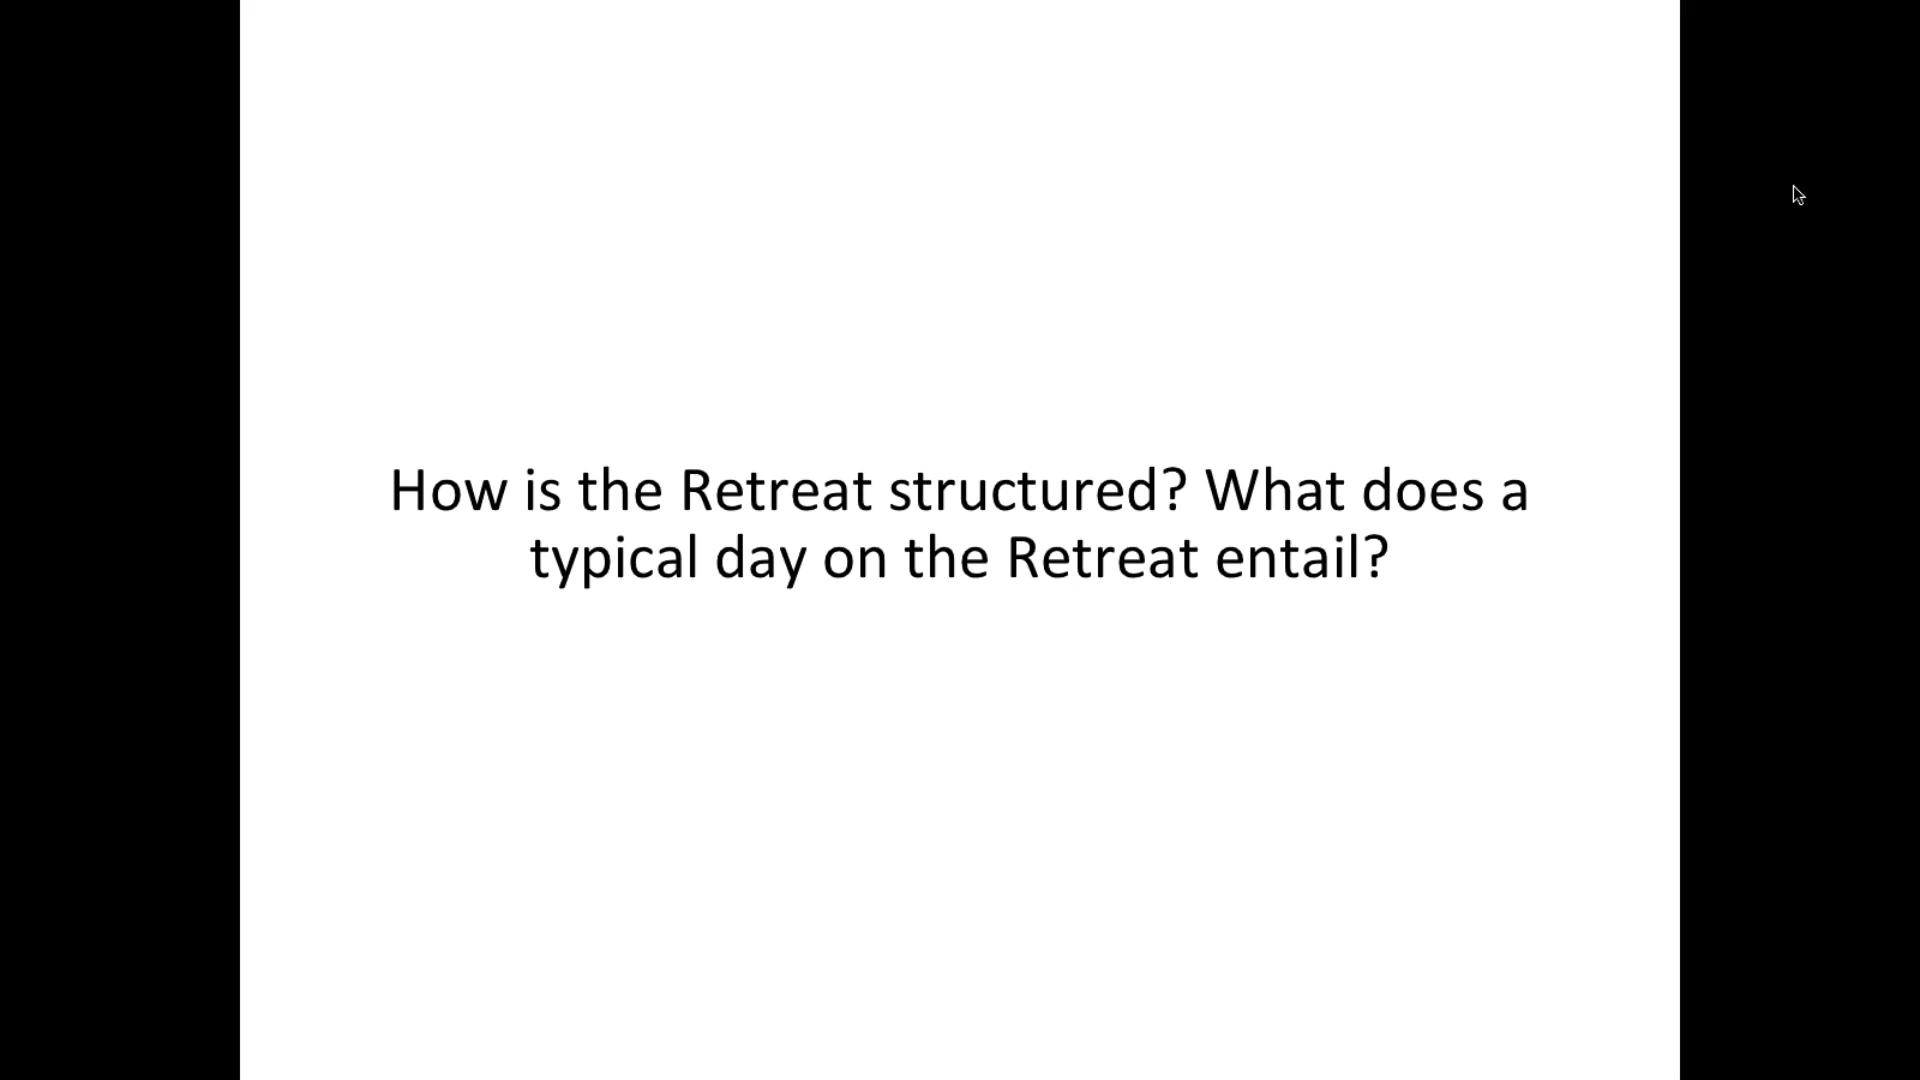 How is the Retreat structured? What does a
typical day on the Retreat entail?